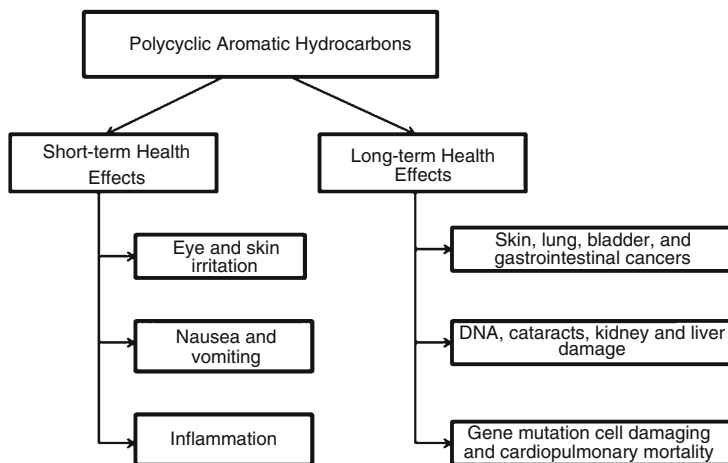 Polycyclic Aromatic Hydrocarbons
Short-term Health
Effects
Long-term Health
Effects
Eye and skin
irritation
Skin, lung, bladder, and
gastrointestinal cancers
Nausea and
vomiting
DNA, cataracts, kidney and liver
damage
Inflammation
Gene mutation cell damaging
and cardiopulmonary mortality